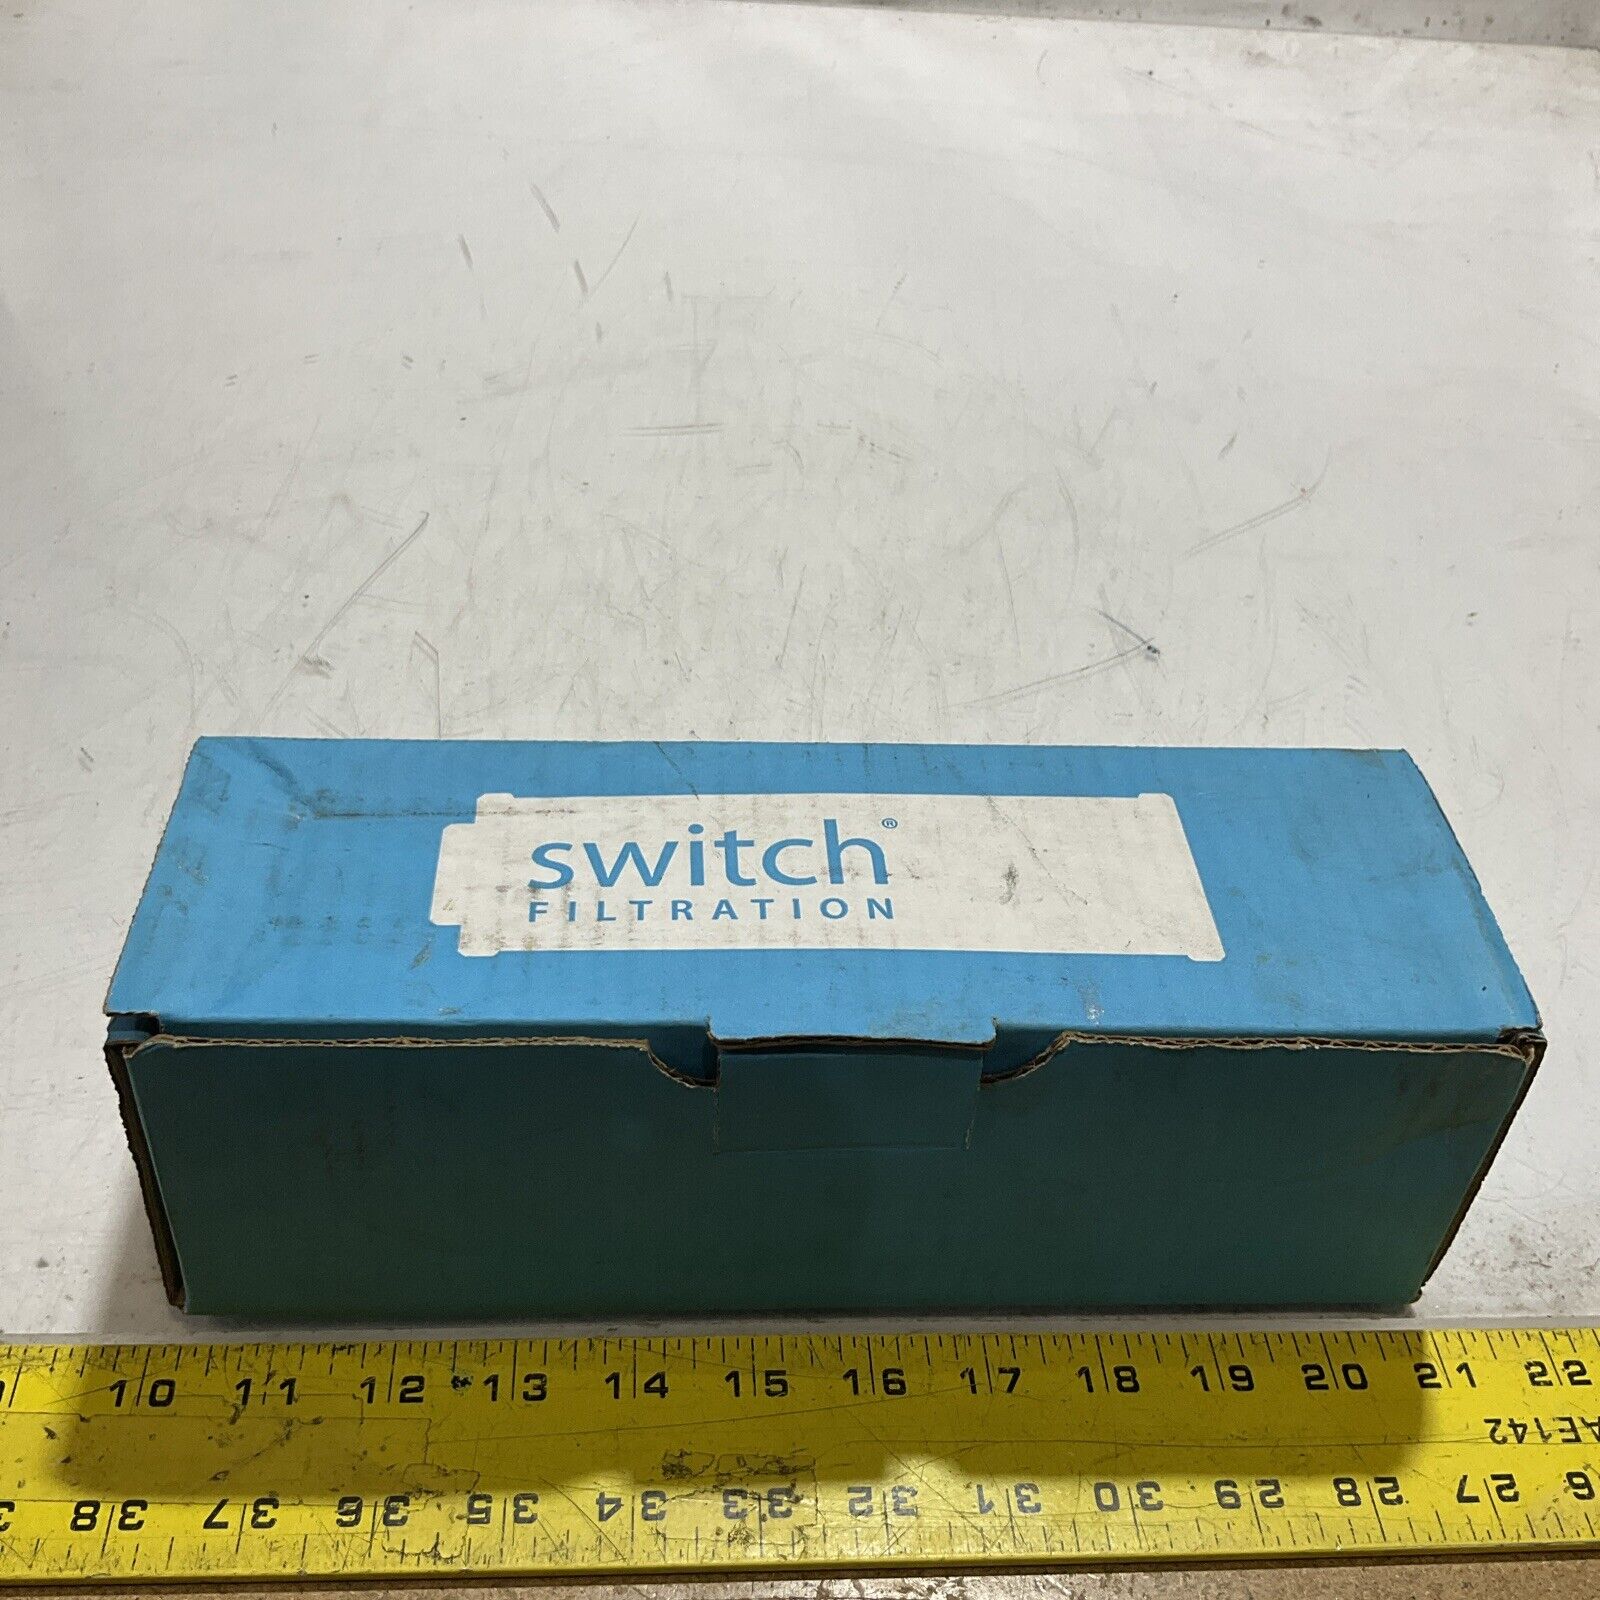 switch®
FILTRATION
10 11 12 13 14 15 16 17 18 19 20 21 22
AE142
38 37 36 35 34 33 32 31 30 29 28 27